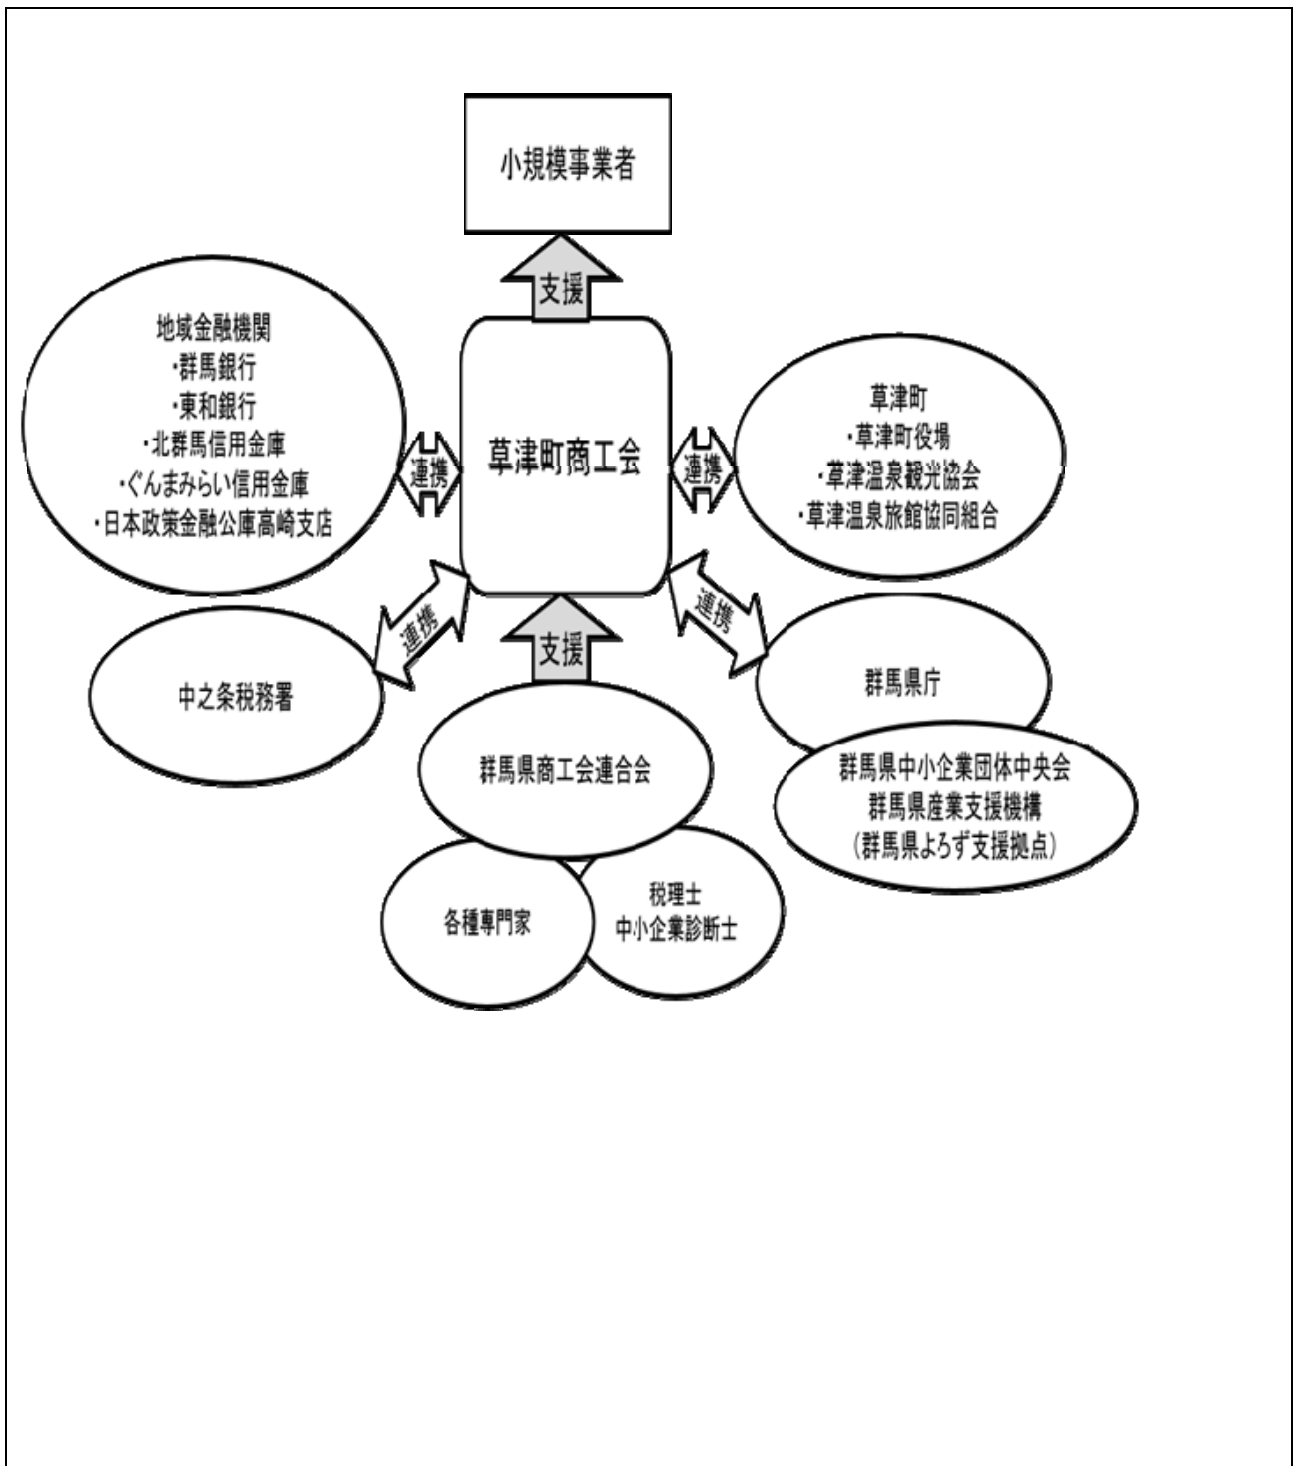 小規模事業者
支援
地域金融機関
・群馬銀行
・東和銀行
・北群馬信用金庫
・ぐんまみらい信用金庫
・日本政策金融公庫高崎支店
連携
草津町商工会
連携
草津町
・草津町役場
・草津温泉観光協会
・草津温泉旅館協同組合
連携
中之条税務署
支援
連携
群馬県庁
群馬県商工会連合会
群馬県中小企業団体中央会
群馬県産業支援機構
（群馬県よろず支援拠点）
各種専門家
税理士
中小企業診断士